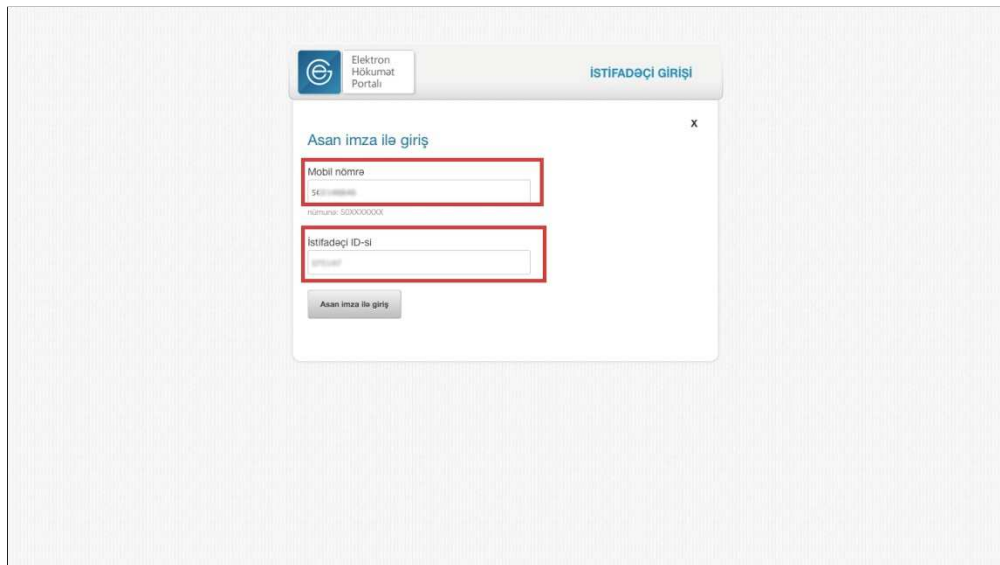 Elektron
Hökumət
Portalı
İSTİFADƏÇİ GİRİŞİ
X
Asan imza ilə giriş
Mobil nömrə
nümunə: 50XXXXXXX
İstifadəçi ID-si
Asan imza ilə giriş